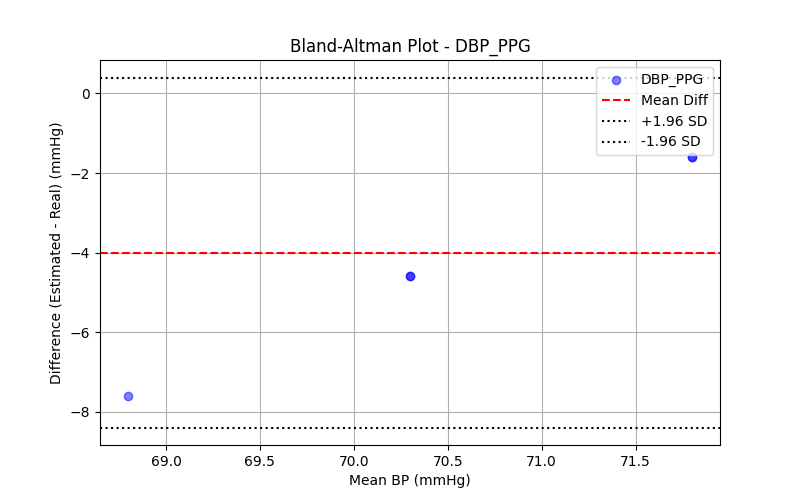 Bland-Altman Plot - DBP_PPG
Difference (Estimated - Real) (mmHg)
0
−2
−4
−6
−8
DBP_PPG
Mean Diff
+1.96 SD
-1.96 SD
69.0 69.5 70.0 70.5 71.0 71.5
Mean BP (mmHg)